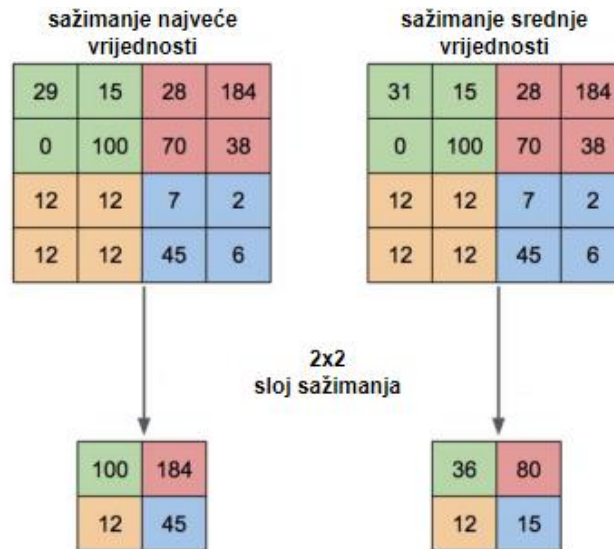 sažimanje najveće
vrijednosti
29 15 28 184
0 100 70 38
12 12 7 2
12 12 45 6
sažimanje srednje
vrijednosti
31 15 28 184
0 100 70 38
12 12 7 2
12 12 45 6
2x2
sloj sažimanja
100 184
12 45
36 80
12 15